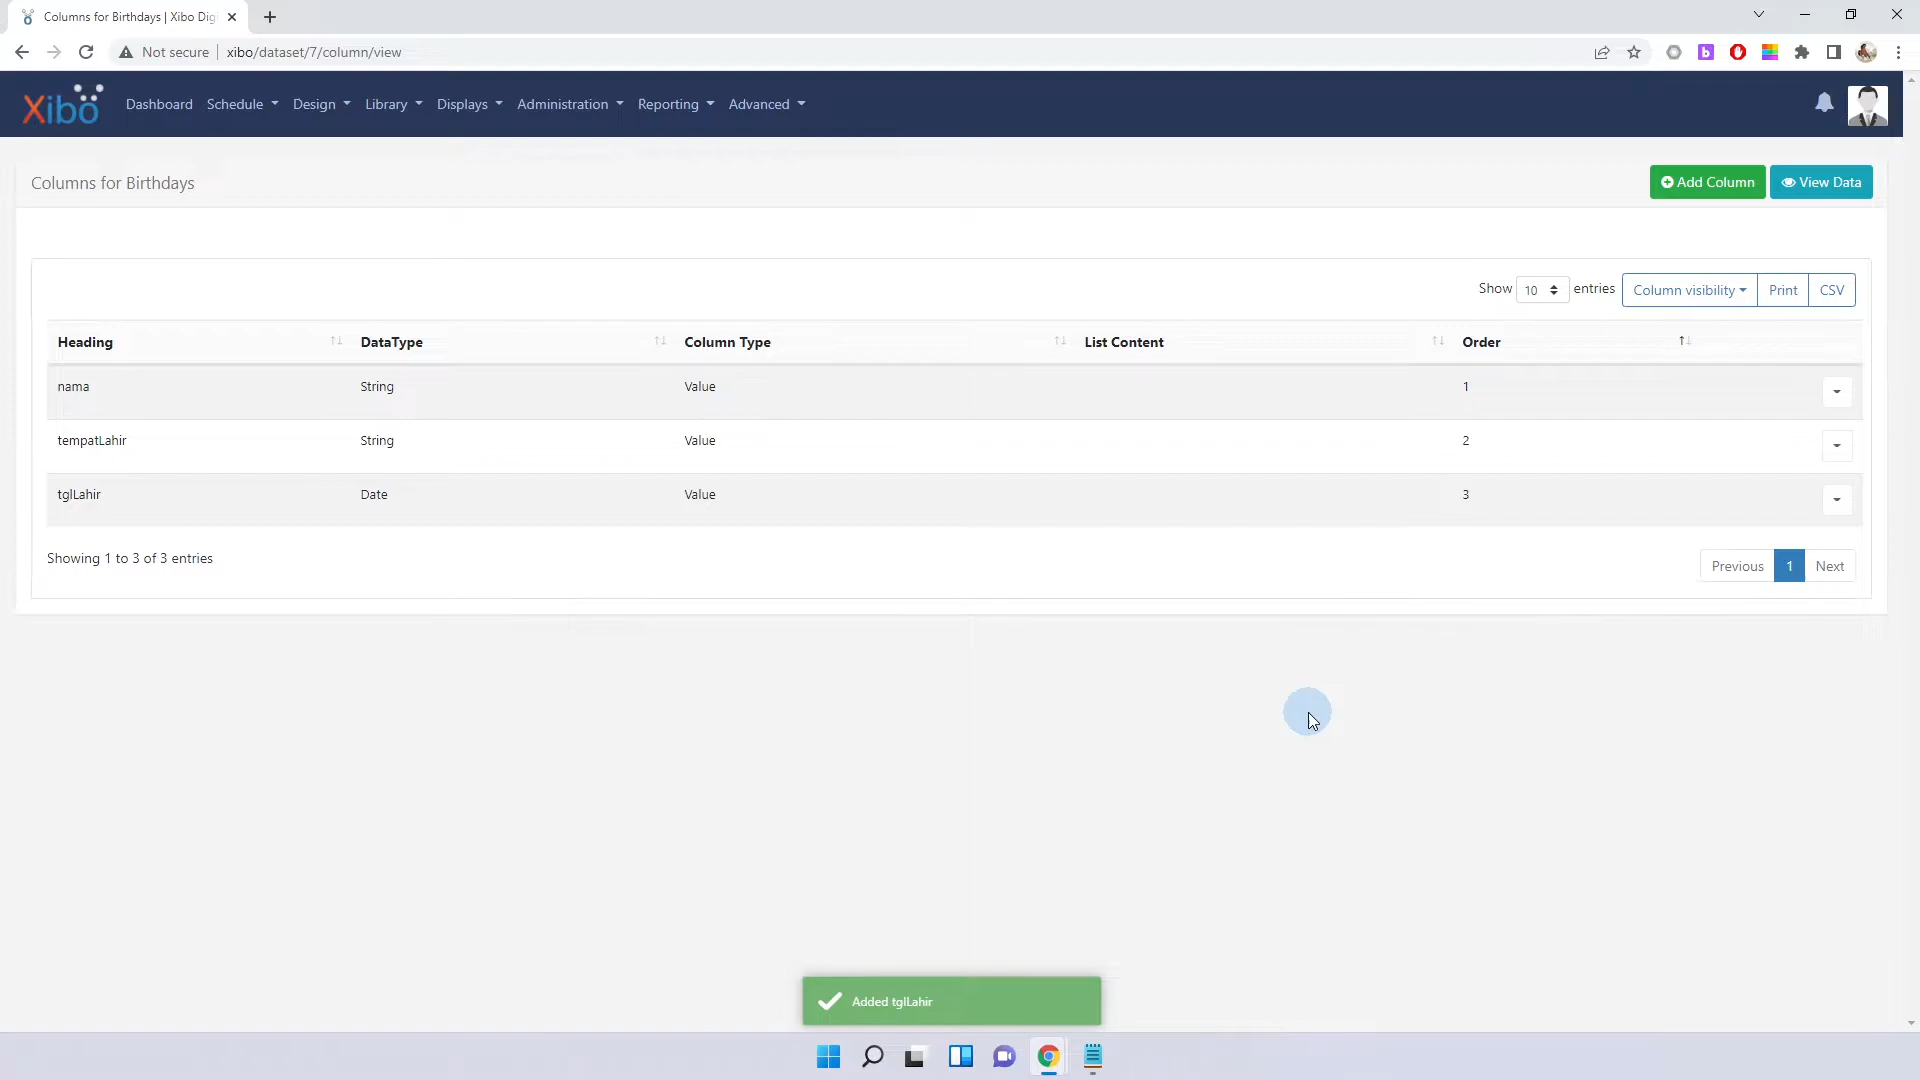 Columns for Birthdays | Xibo Digi
Not secure
xibo/dataset/7/column/view
Xibo
Dashboard
Schedule
Design
Library
Displays
Administration
Reporting
Advanced
Columns for Birthdays
Add Column
View Data
Show 10 entries
Column visibility
Print
CSV
Heading DataType Column Type List Content Order
nama String Value 1
tempatLahir String Value 2
tglLahir Date Value 3
Showing 1 to 3 of 3 entries
Previous 1 Next
Added tglLahir